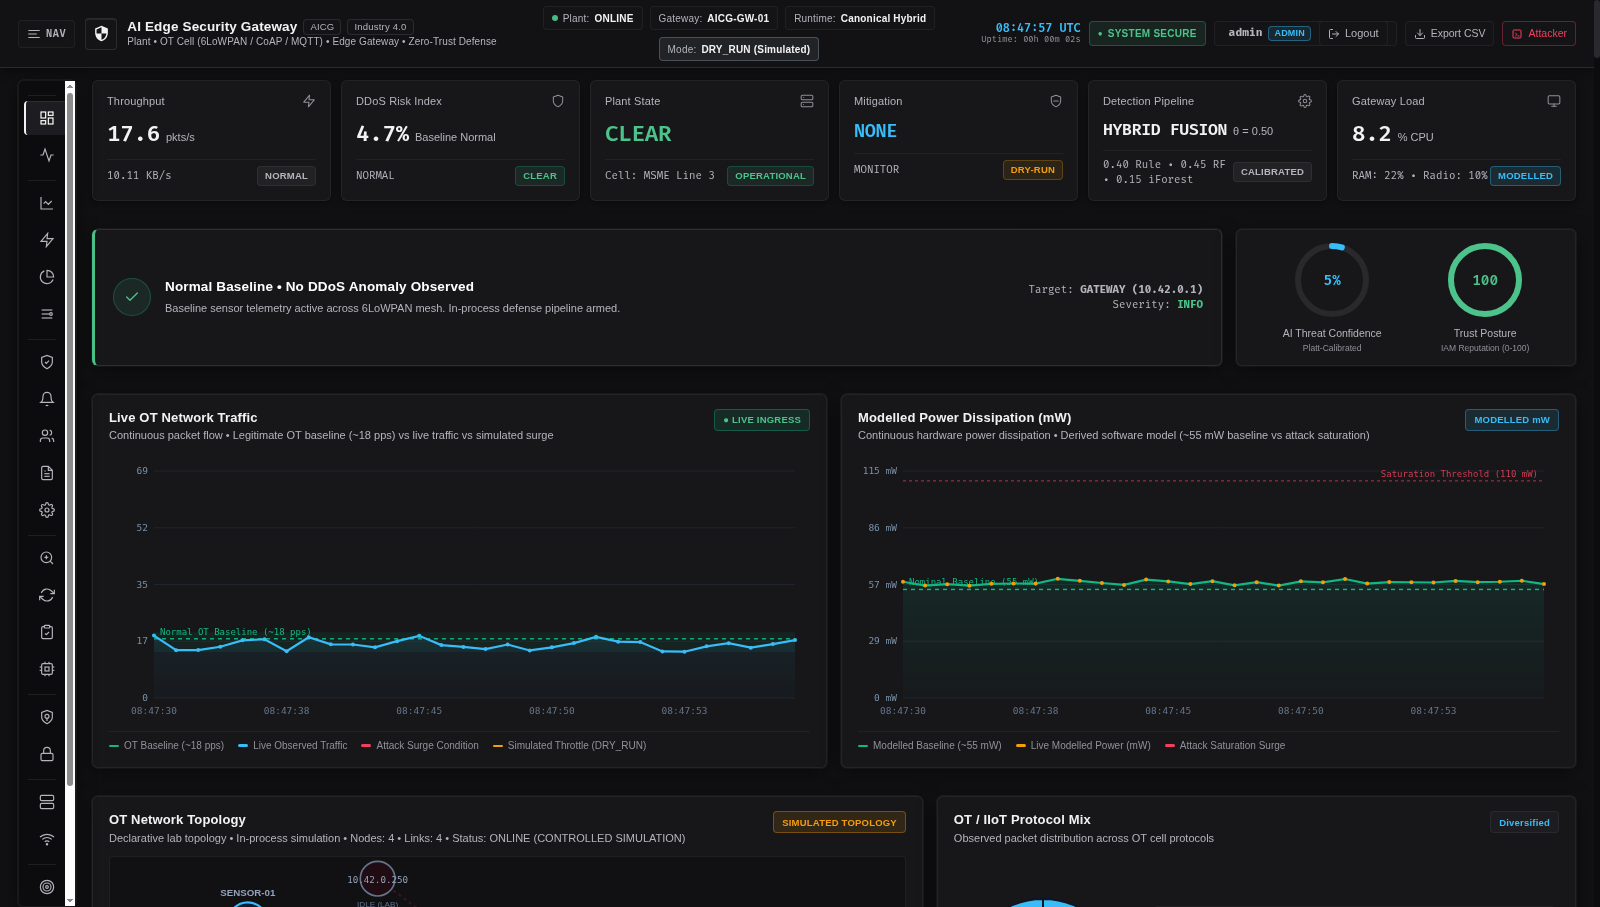 NAV
AI Edge Security Gateway AICG Industry 4.0
Plant • OT Cell (6LoWPAN / CoAP / MQTT) • Edge Gateway • Zero-Trust Defense
Plant: ONLINE
Gateway: AICG-GW-01
Runtime: Canonical Hybrid
Mode: DRY_RUN (Simulated)
08:47:57 UTC
Uptime: 00h 00m 02s
SYSTEM SECURE
admin ADMIN
Logout
Export CSV
Attacker
Throughput
17.6 pkts/s
10.11 KB/s
NORMAL
DDoS Risk Index
4.7% Baseline Normal
NORMAL
CLEAR
Plant State
CLEAR
Cell: MSME Line 3
OPERATIONAL
Mitigation
NONE
MONITOR
DRY-RUN
Detection Pipeline
HYBRID FUSION θ = 0.50
0.40 Rule • 0.45 RF
• 0.15 iForest
CALIBRATED
Gateway Load
8.2 % CPU
RAM: 22% • Radio: 10%
MODELLED
Normal Baseline • No DDoS Anomaly Observed
Baseline sensor telemetry active across 6LoWPAN mesh. In-process defense pipeline armed.
Target: GATEWAY (10.42.0.1)
Severity: INFO
5%
AI Threat Confidence
Platt-Calibrated
100
Trust Posture
IAM Reputation (0-100)
Live OT Network Traffic
Continuous packet flow • Legitimate OT baseline (~18 pps) vs live traffic vs simulated surge
● LIVE INGRESS
69
52
35
17
0
Normal OT Baseline (~18 pps)
08:47:30
08:47:38
08:47:45
08:47:50
08:47:53
OT Baseline (~18 pps)
Live Observed Traffic
Attack Surge Condition
Simulated Throttle (DRY_RUN)
Modelled Power Dissipation (mW)
Continuous hardware power dissipation • Derived software model (~55 mW baseline vs attack saturation)
MODELLED mW
115 mW
86 mW
57 mW
29 mW
0 mW
Saturation Threshold (110 mW)
Nominal Baseline (55 mW)
08:47:30
08:47:38
08:47:45
08:47:50
08:47:53
Modelled Baseline (~55 mW)
Live Modelled Power (mW)
Attack Saturation Surge
OT Network Topology
Declarative lab topology • In-process simulation • Nodes: 4 • Links: 4 • Status: ONLINE (CONTROLLED SIMULATION)
SIMULATED TOPOLOGY
10.42.0.250
SENSOR-01
IDLE (LAB)
OT / IIoT Protocol Mix
Observed packet distribution across OT cell protocols
Diversified